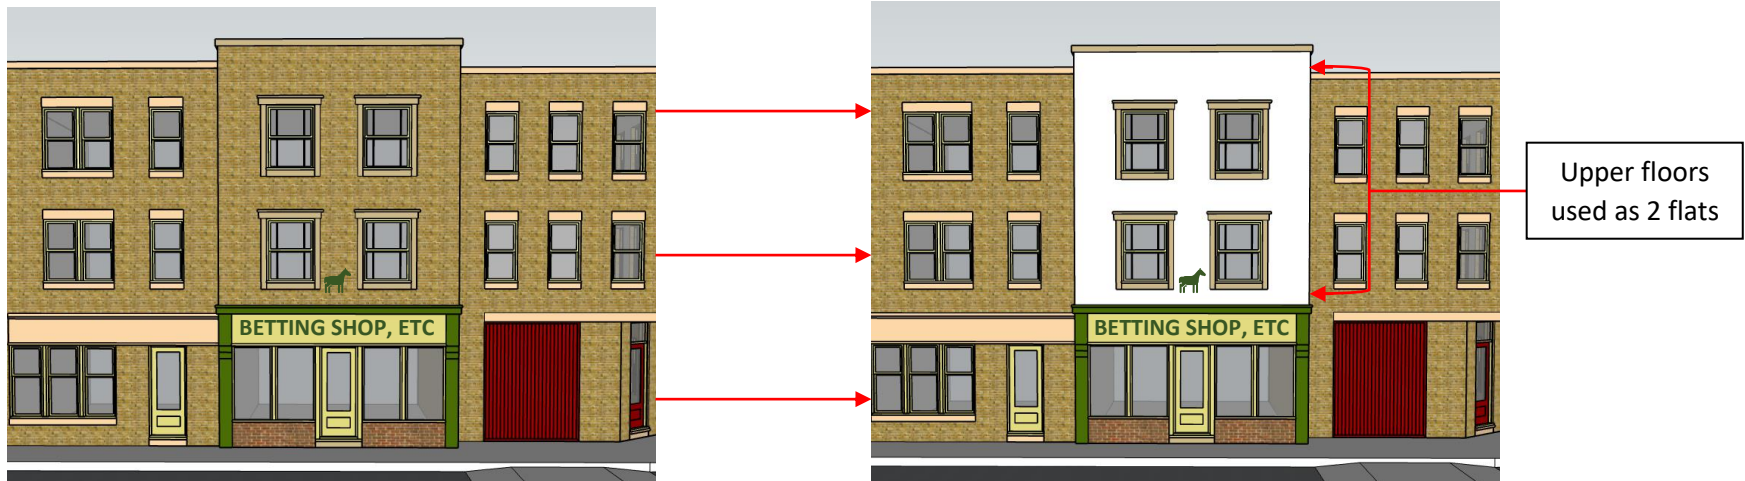 BETTING SHOP, ETC
BETTING SHOP, ETC
Upper floors
used as 2 flats